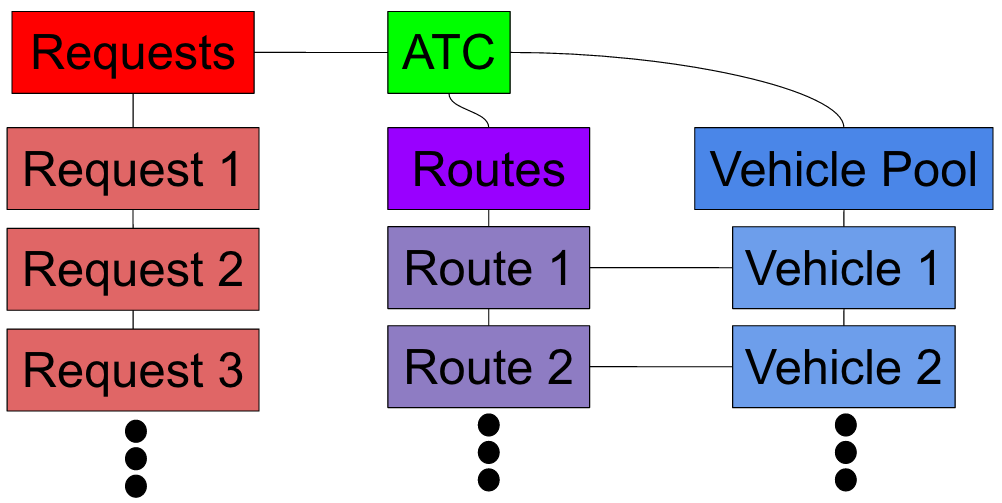 Requests
ATC
Request 1
Routes
Vehicle Pool
Request 2
Route 1
Vehicle 1
Request 3
Route 2
Vehicle 2